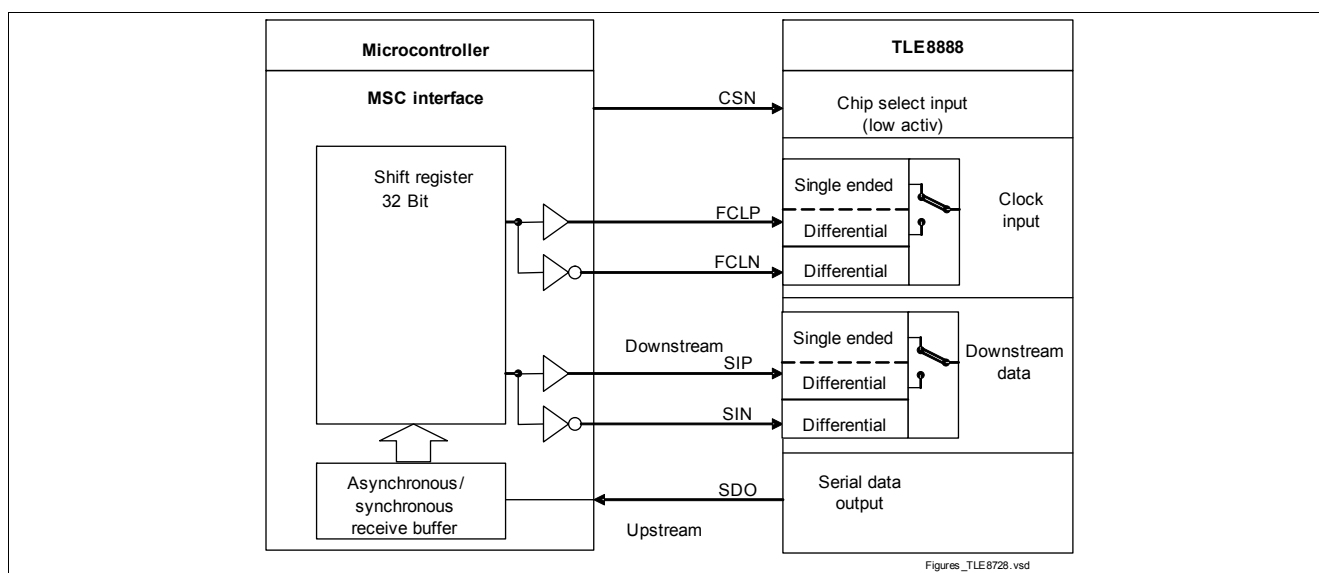 Microcontroller
TLE8888
MSC interface
CSN
Chip select input
(low activ)
Shift register
32 Bit
Single ended
FCLP
Differential
Clock
input
FCLN
Differential
Single ended
Downstream
SIP
Differential
Downstream
data
SIN
Differential
Asynchronous/
synchronous
receive buffer
SDO
Serial data
output
Upstream
Figures_TLE8728.vsd